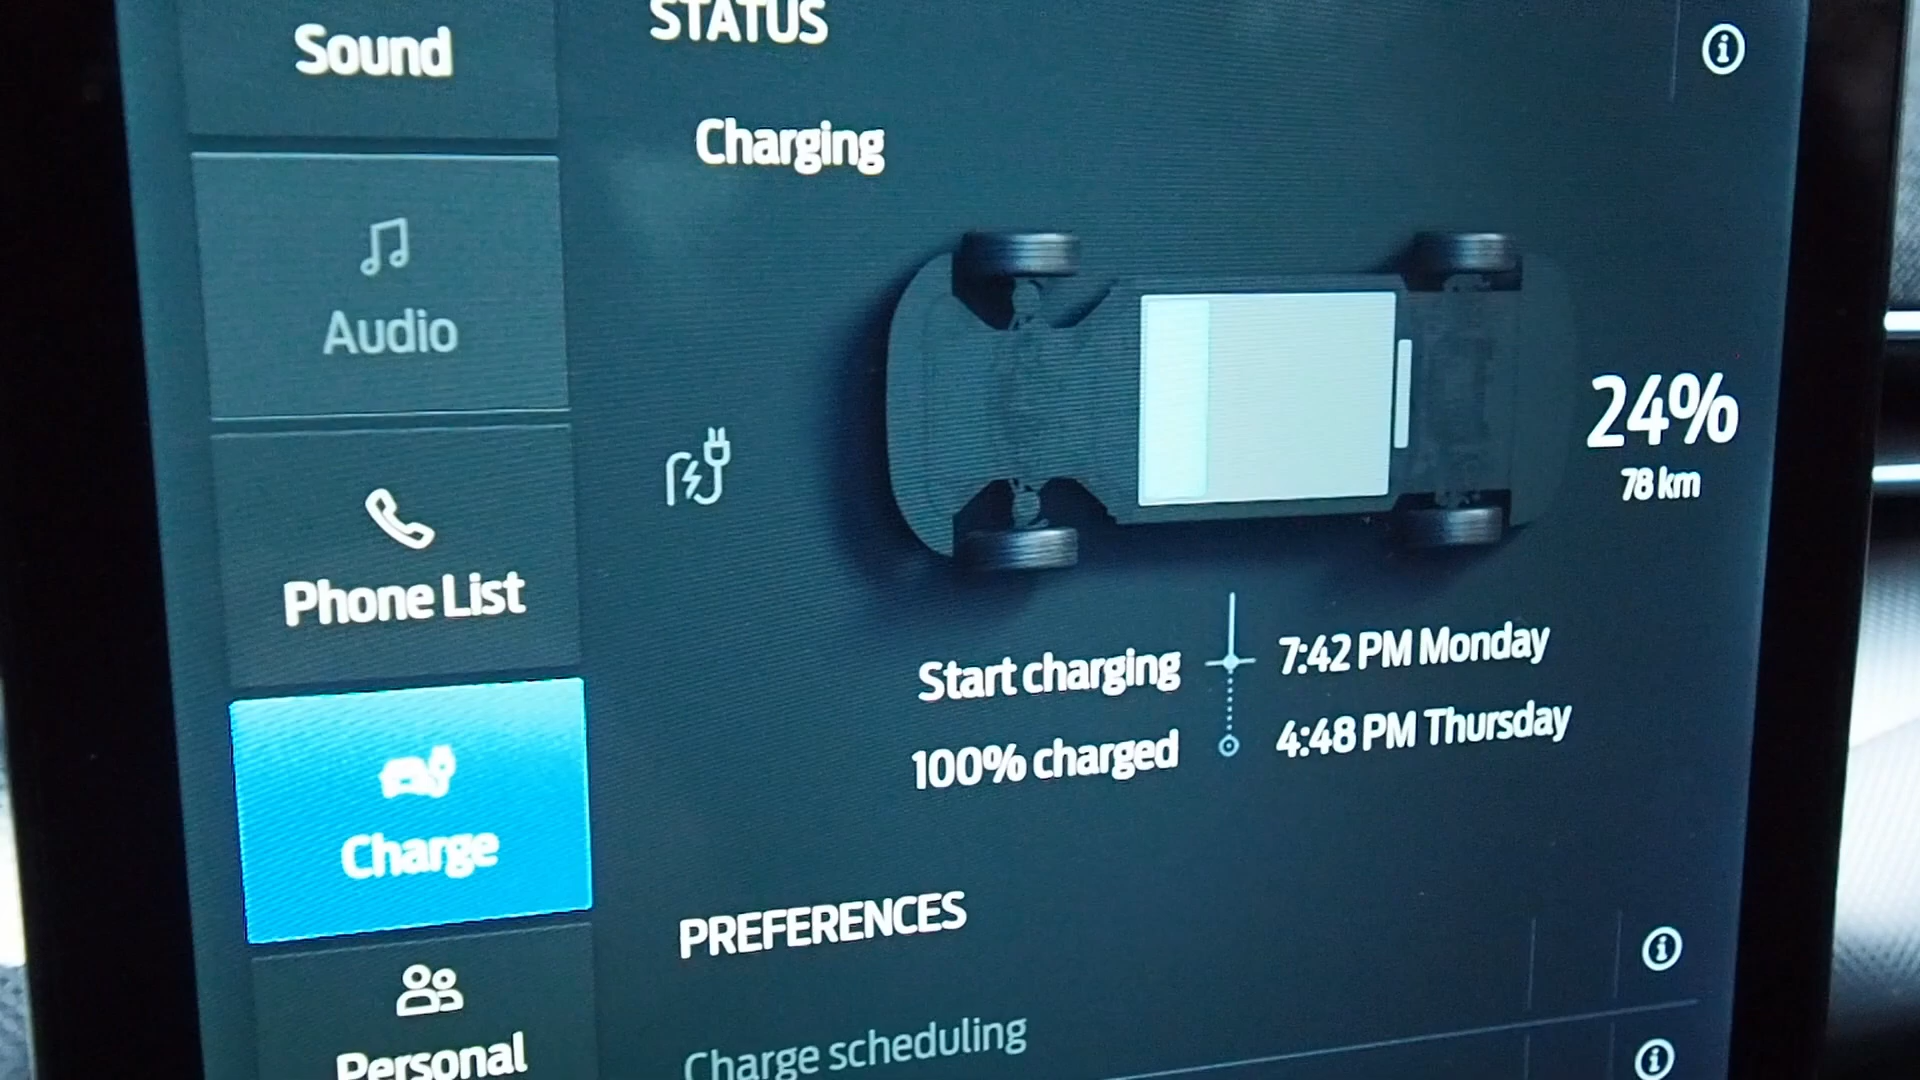 STATUS
Sound
Charging
Audio
24%
78 km
Phone List
Start charging 7:42 PM Monday
100% charged 4:48 PM Thursday
Charge
PREFERENCES
Personal
Charge scheduling